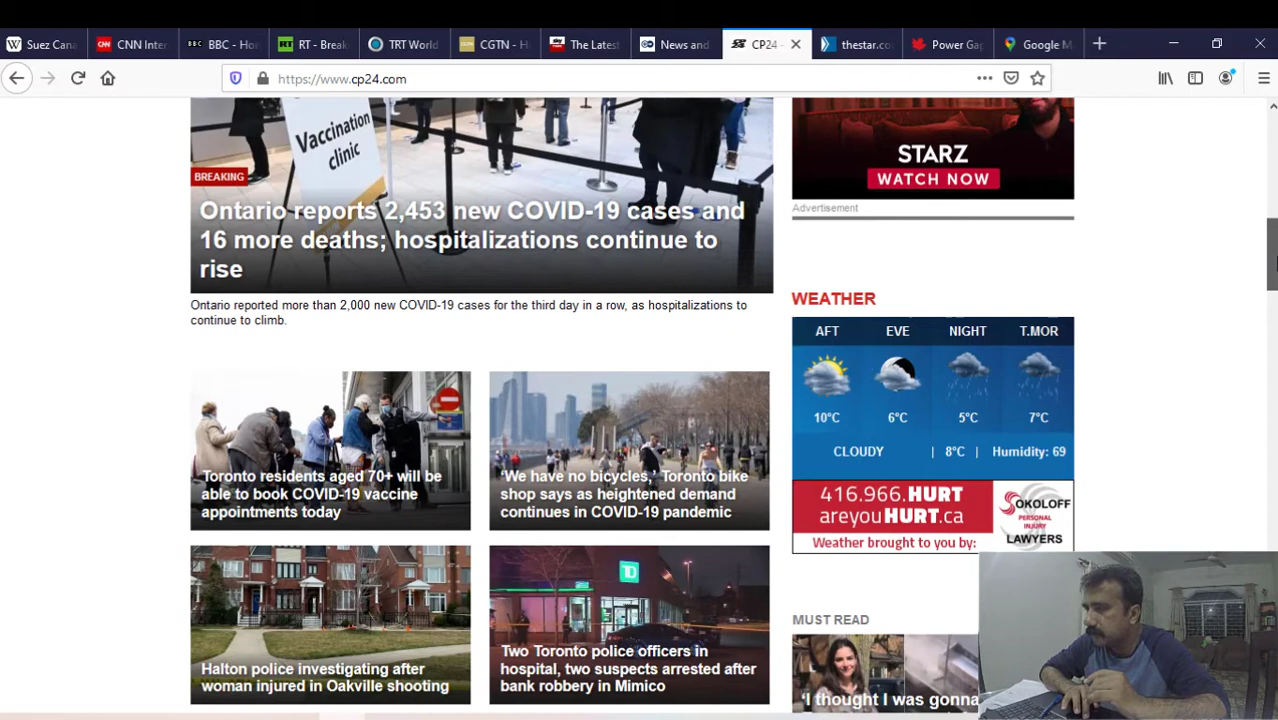 Suez Cana
CNN Inter
BBC - Ho
RT - Break
TRT World
CGTN - H
The Latest
News and
CP24 -
thestar.co
Power Ga
Google M
https://www.cp24.com
Vaccination
clinic
BREAKING
Ontario reports 2,453 new COVID-19 cases and
16 more deaths; hospitalizations continue to
rise
Ontario reported more than 2,000 new COVID-19 cases for the third day in a row, as hospitalizations to
continue to climb.
Toronto residents aged 70+ will be
able to book COVID-19 vaccine
appointments today
'We have no bicycles,' Toronto bike
shop says as heightened demand
continues in COVID-19 pandemic
Halton police investigating after
woman injured in Oakville shooting
TD
Two Toronto police officers in
hospital, two suspects arrested after
bank robbery in Mimico
STARZ
WATCH NOW
Advertisement
WEATHER
AFT EVE NIGHT T.MOR
10°C 6°C 5°C 7°C
CLOUDY | 8°C | Humidity: 69
416.966.HURT
areyouHURT.ca
SOKOLOFF
PERSONAL
INJURY
LAWYERS
Weather brought to you by:
MUST READ
'I thought I was gonna